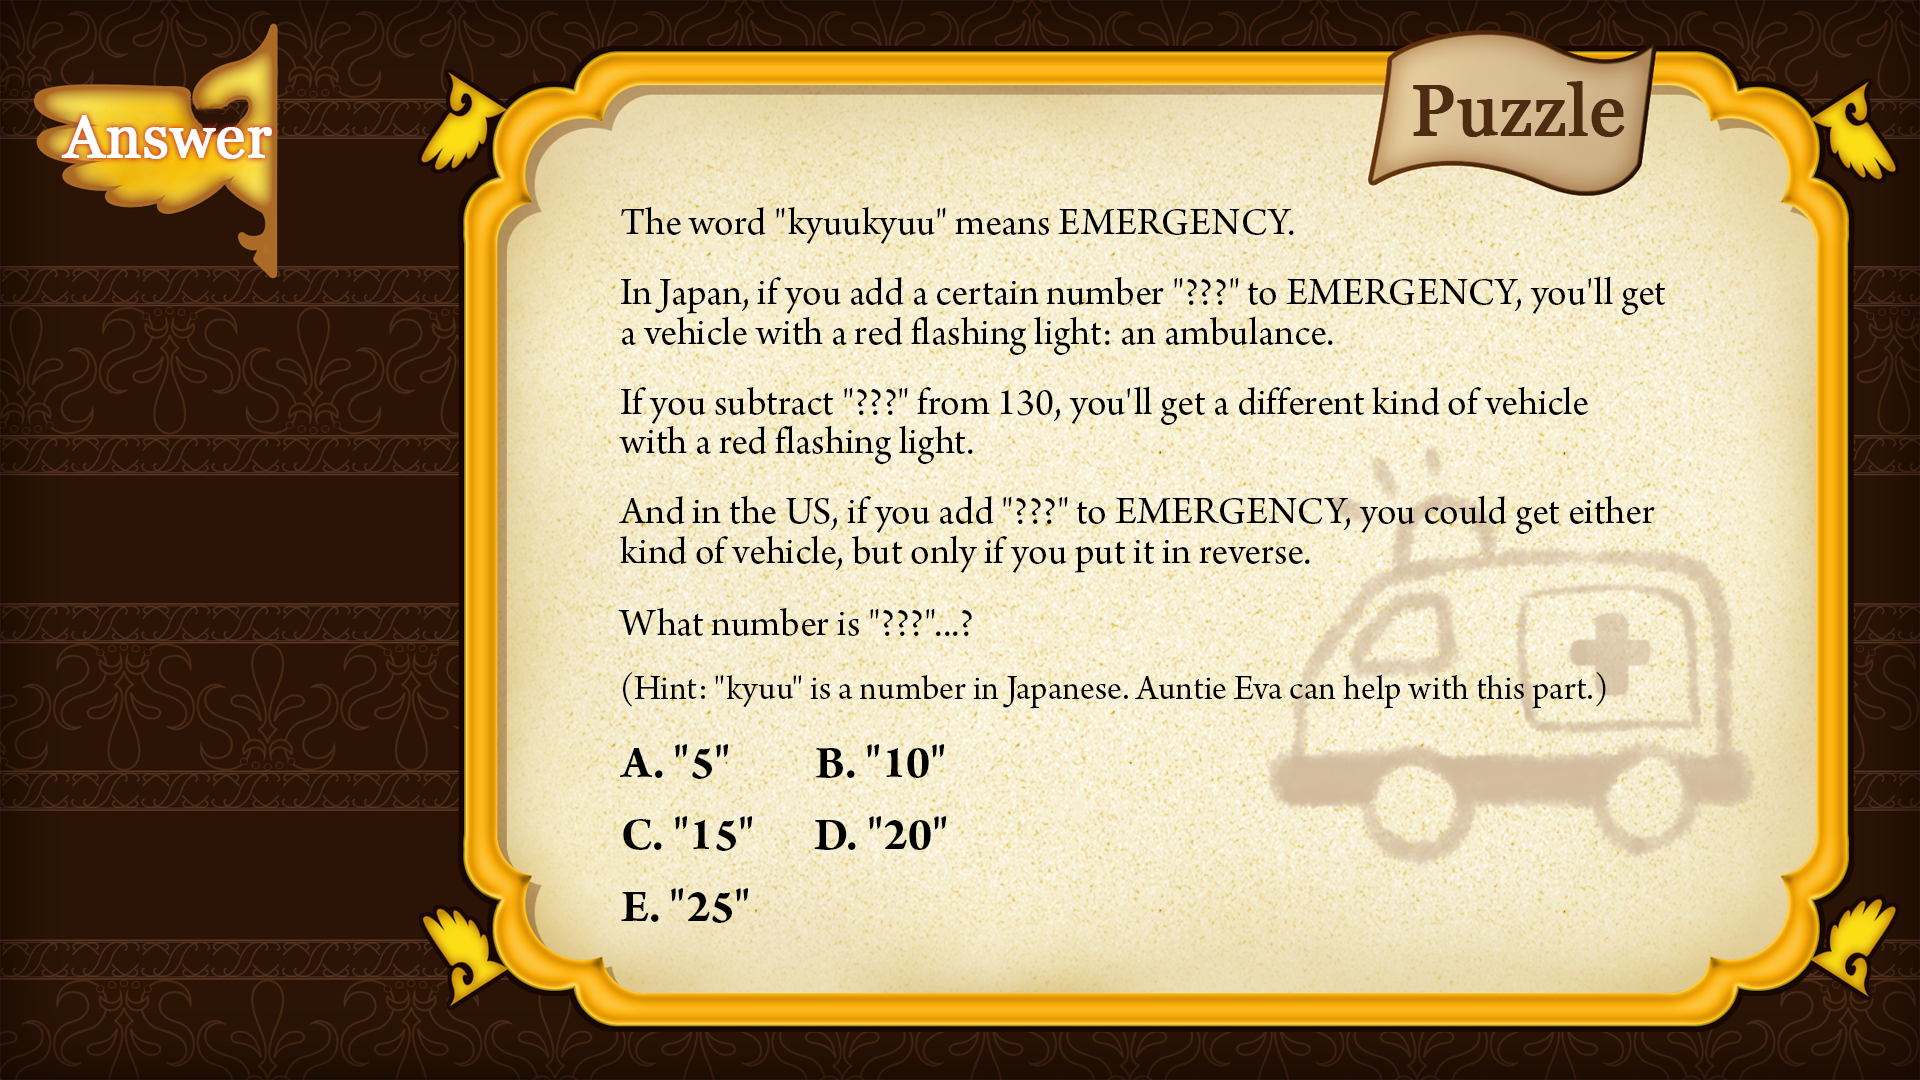 Answer
Puzzle
The word "kyuukyuu" means EMERGENCY.
In Japan, if you add a certain number "???" to EMERGENCY, you'll get
a vehicle with a red flashing light: an ambulance.
If you subtract "???" from 130, you'll get a different kind of vehicle
with a red flashing light.
And in the US, if you add "???" to EMERGENCY, you could get either
kind of vehicle, but only if you put it in reverse.
What number is "???"...?
(Hint: "kyuu" is a number in Japanese. Auntie Eva can help with this part.)
A. "5" B. "10"
C. "15" D. "20"
E. "25"